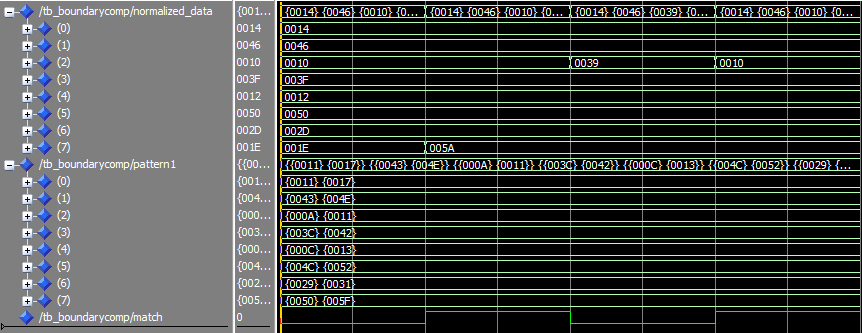 /tb_boundarycomp/normalized_data {001... {0014} {0046} {0010} {0... {0014} {0046} {0010} {0... {0014} {0046} {0039} {0... {0014} {0046} {0010} {0...
(0) 0014 0014
(1) 0046 0046
(2) 0010 0010 0039 0010
(3) 003F 003F
(4) 0012 0012
(5) 0050 0050
(6) 002D 002D
(7) 001E 001E 005A
/tb_boundarycomp/pattern1 {{00... {{0011} {0017}} {{0043} {004E}} {{000A} {0011}} {{003C} {0042}} {{000C} {0013}} {{004C} {0052}} {{0029} {...
(0) {001... {0011} {0017}
(1) {004... {0043} {004E}
(2) {000... {000A} {0011}
(3) {003... {003C} {0042}
(4) {000... {000C} {0013}
(5) {004... {004C} {0052}
(6) {002... {0029} {0031}
(7) {005... {0050} {005F}
/tb_boundarycomp/match 0